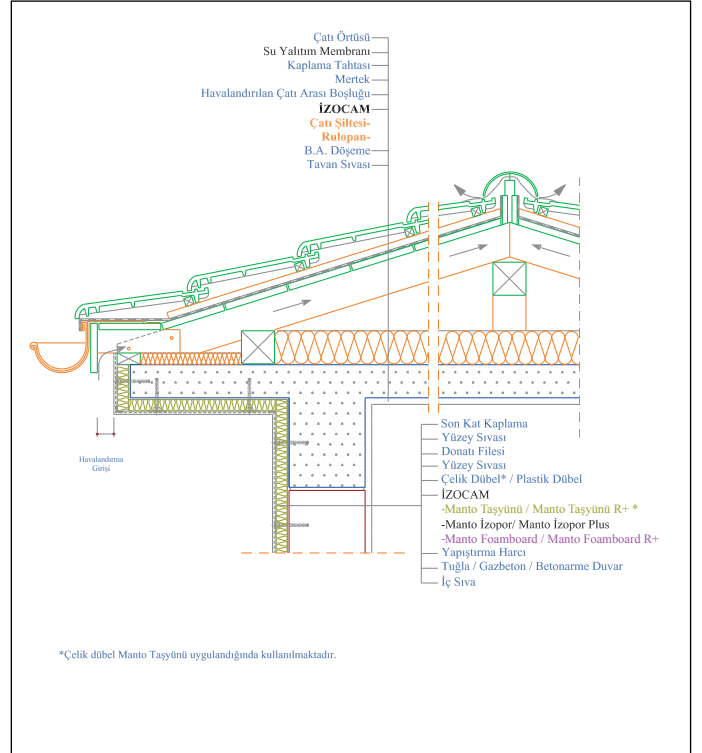 Çatı Örtüsü
Su Yalıtım Membranı
Kaplama Tahtası
Mertek
Havalandırılan Çatı Arası Boşluğu
İZOCAM
Çatı Şiltesi-
Rulopan-
B.A. Döşeme
Tavan Sıvası
Havalandırma
Girişi
Son Kat Kaplama
Yüzey Sıvası
Donatı Filesi
Yüzey Sıvası
Çelik Dübel* / Plastik Dübel
İZOCAM
-Manto Taşyünü / Manto Taşyünü R+ *
-Manto İzopor/ Manto İzopor Plus
-Manto Foamboard / Manto Foamboard R+
Yapıştırma Harcı
Tuğla / Gazbeton / Betonarme Duvar
İç Sıva
*Çelik dübel Manto Taşyünü uygulandığında kullanılmaktadır.